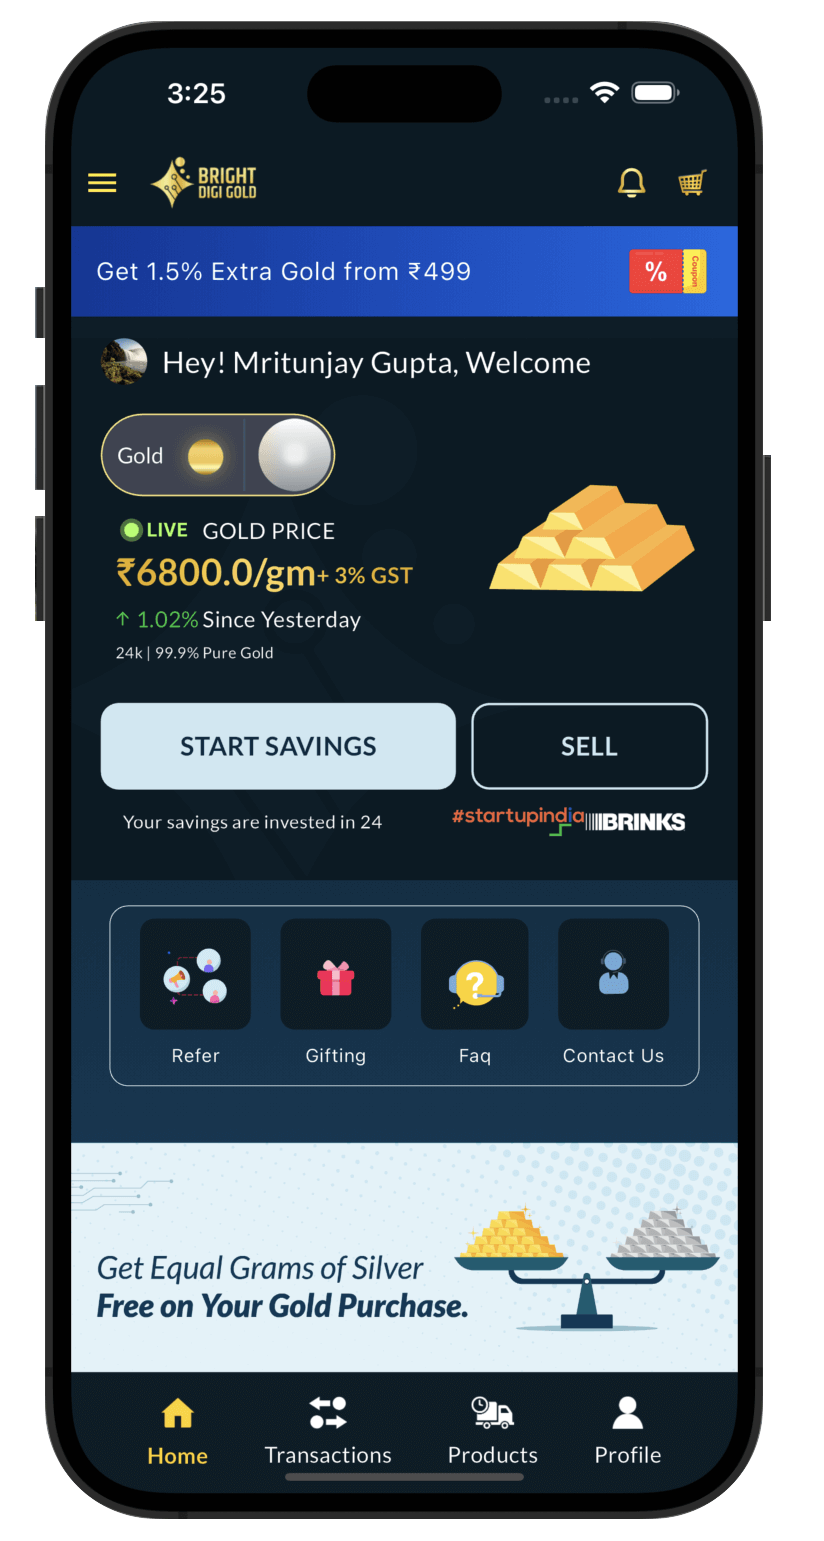 3:25
BRIGHT
DIGI GOLD
Get 1.5% Extra Gold from ₹499
%
Coupon
Hey! Mritunjay Gupta, Welcome
Gold
LIVE GOLD PRICE
₹6800.0/gm+ 3% GST
↑ 1.02% Since Yesterday
24k | 99.9% Pure Gold
START SAVINGS
SELL
Your savings are invested in 24
#startupindia
BRINKS
?
Refer
Gifting
Faq
Contact Us
Get Equal Grams of Silver
Free on Your Gold Purchase.
Home
Transactions
Products
Profile